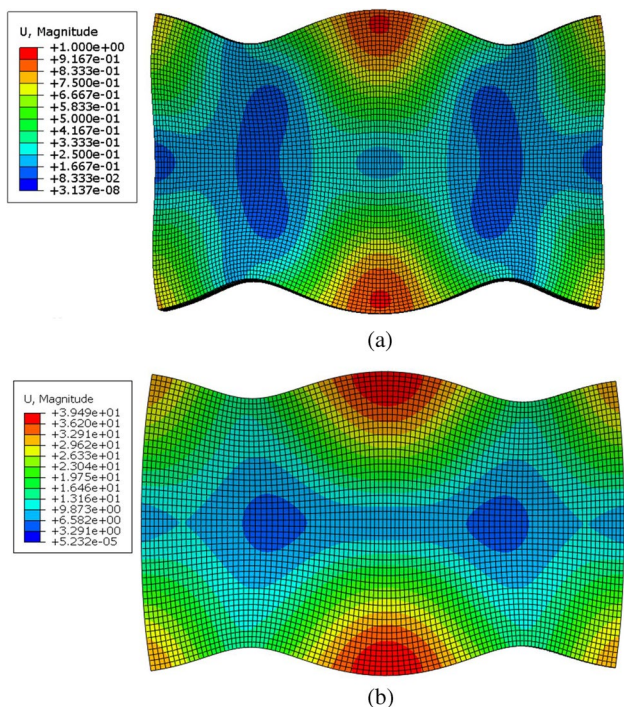 U, Magnitude
+1.000e+00
+9.167e-01
+8.333e-01
+7.500e-01
+6.667e-01
+5.833e-01
+5.000e-01
+4.167e-01
+3.333e-01
+2.500e-01
+1.667e-01
+8.333e-02
+3.137e-08
(a)
U, Magnitude
+3.949e+01
+3.620e+01
+3.291e+01
+2.962e+01
+2.633e+01
+2.304e+01
+1.975e+01
+1.646e+01
+1.316e+01
+9.873e+00
+6.582e+00
+3.291e+00
+5.232e-05
(b)